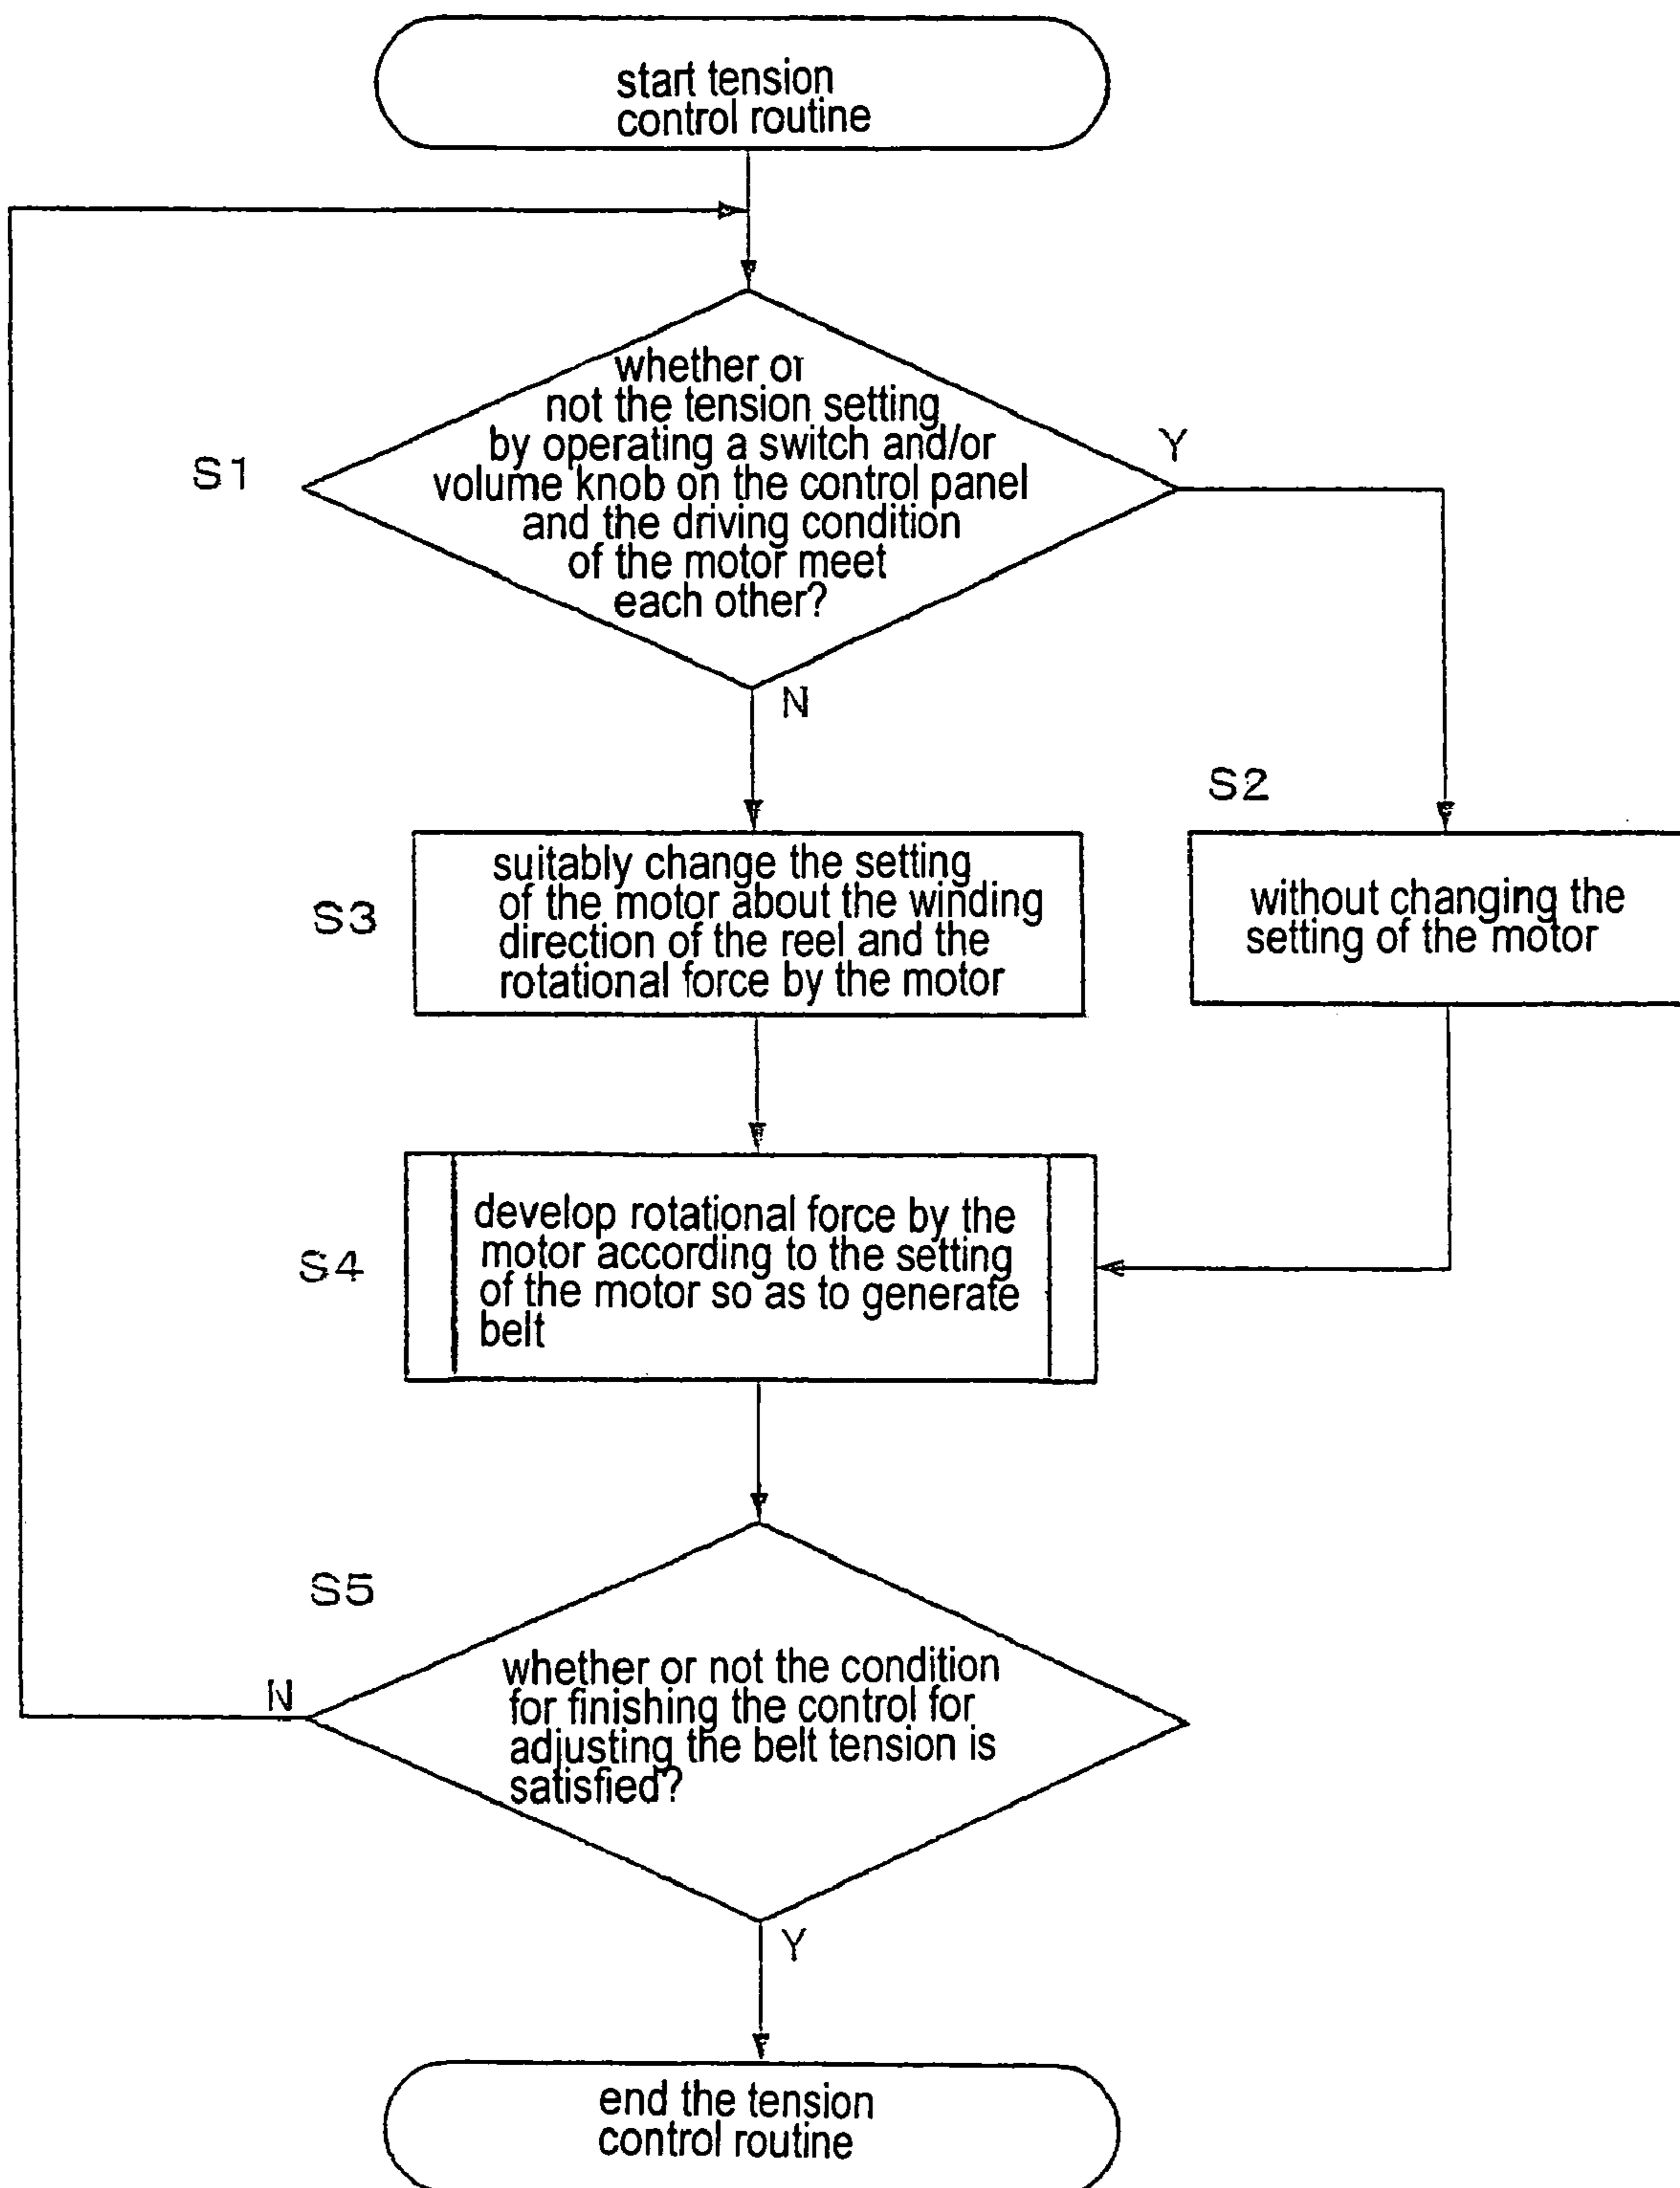 start tension
control routine
whether or
not the tension setting
by operating a switch and/or
volume knob on the control panel
and the driving condition
of the motor meet
each other?
S1
Y
N
S2
without changing the
setting of the motor
S3
suitably change the setting
of the motor about the winding
direction of the reel and the
rotational force by the motor
S4
develop rotational force by the
motor according to the setting
of the motor so as to generate
belt
S5
whether or not the condition
for finishing the control for
adjusting the belt tension is
satisfied?
N
Y
end the tension
control routine